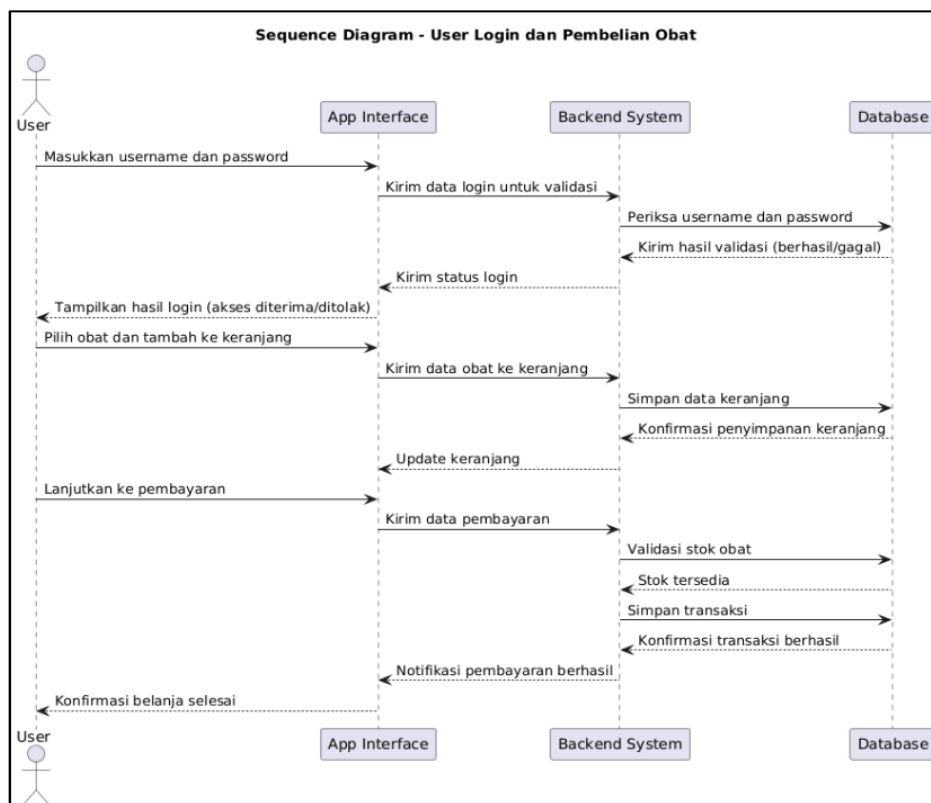 Sequence Diagram - User Login dan Pembelian Obat
User
App Interface
Backend System
Database
Masukkan username dan password
Kirim data login untuk validasi
Periksa username dan password
Kirim hasil validasi (berhasil/gagal)
Kirim status login
Tampilkan hasil login (akses diterima/ditolak)
Pilih obat dan tambah ke keranjang
Kirim data obat ke keranjang
Simpan data keranjang
Konfirmasi penyimpanan keranjang
Update keranjang
Lanjutkan ke pembayaran
Kirim data pembayaran
Validasi stok obat
Stok tersedia
Simpan transaksi
Konfirmasi transaksi berhasil
Notifikasi pembayaran berhasil
Konfirmasi belanja selesai
User
App Interface
Backend System
Database